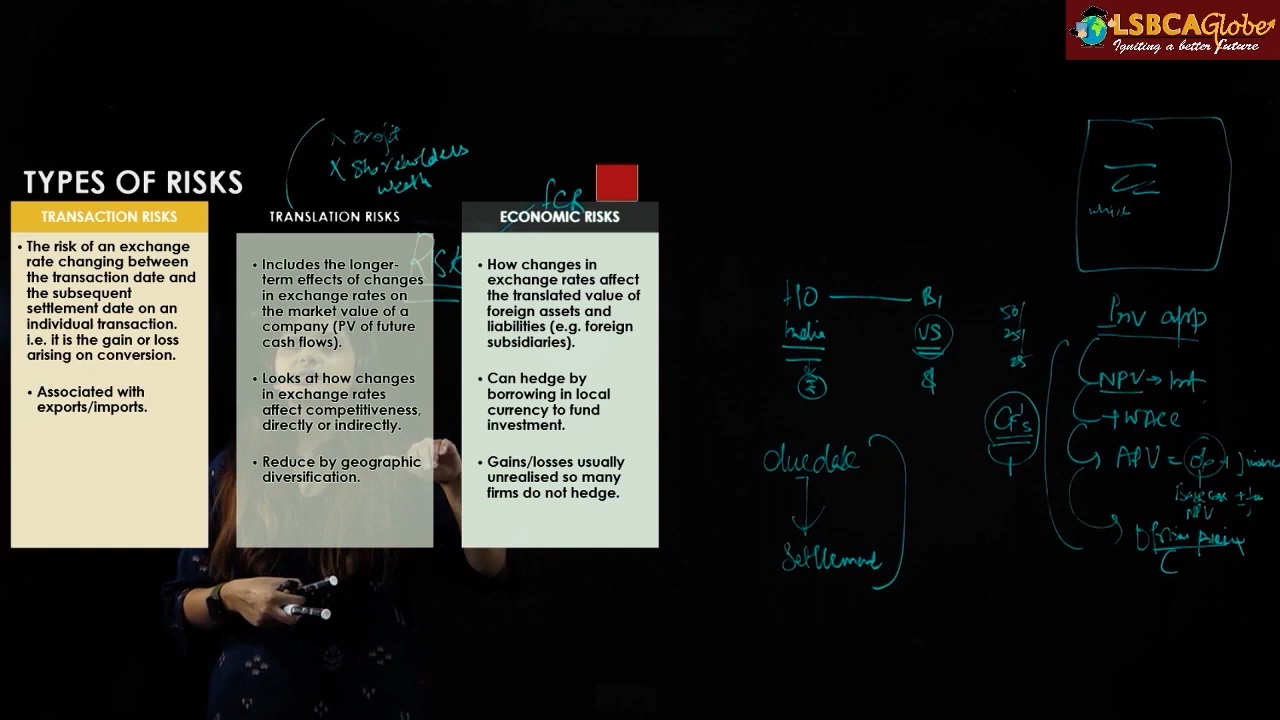 LSBCAGlobe
Igniting a better future
X Shareholders
wealth
FCR
TYPES OF RISKS
TRANSACTION RISKS
• The risk of an exchange
rate changing between
the transaction date and
the subsequent
settlement date on an
individual transaction.
i.e. it is the gain or loss
arising on conversion.
• Associated with
exports/imports.
TRANSLATION RISKS
• Includes the longer-
term effects of changes
in exchange rates on
the market value of a
company (PV of future
cash flows).
• Looks at how changes
in exchange rates
affect competitiveness,
directly or indirectly.
• Reduce by geographic
diversification.
ECONOMIC RISKS
• How changes in
exchange rates affect
the translated value of
foreign assets and
liabilities (e.g. foreign
subsidiaries).
• Can hedge by
borrowing in local
currency to fund
investment.
• Gains/losses usually
unrealised so many
firms do not hedge.
Risk
HO
India
₹
B1
US
$
due date
Settlement
which
Inv app
NPV → Int
+ WACC
CFs
APV =
NPV